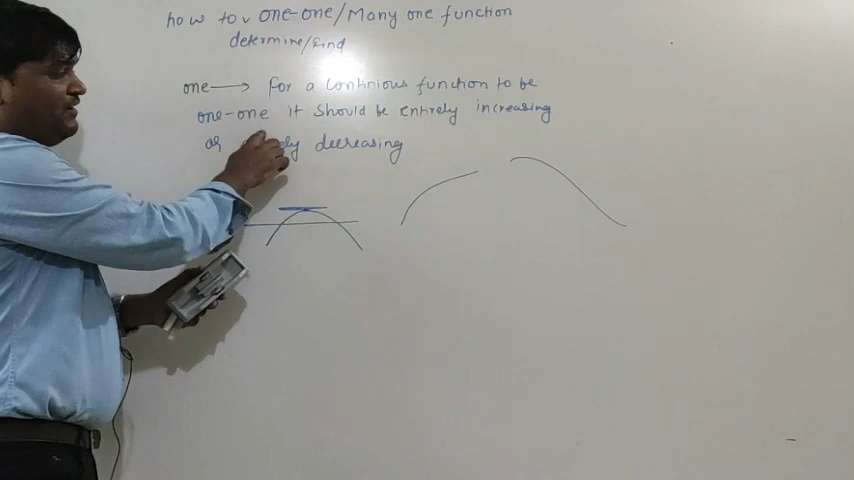 how to v one-one/Many one function
determine/find
one → For a continious function to be
one-one it should be entirely increasing
or decreasing